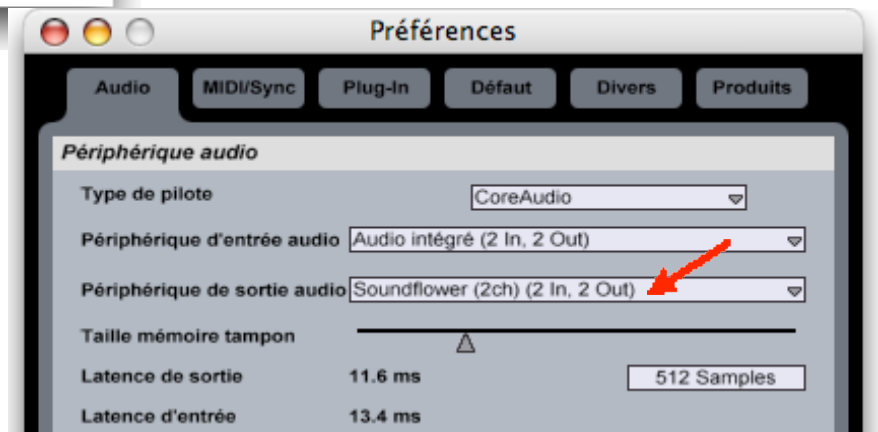 Préférences
Audio MIDI/Sync Plug-In Défaut Divers Produits
Périphérique audio
Type de pilote CoreAudio
Périphérique d'entrée audio Audio intégré (2 In, 2 Out)
Périphérique de sortie audio Soundflower (2ch) (2 In, 2 Out)
Taille mémoire tampon
Latence de sortie 11.6 ms 512 Samples
Latence d'entrée 13.4 ms